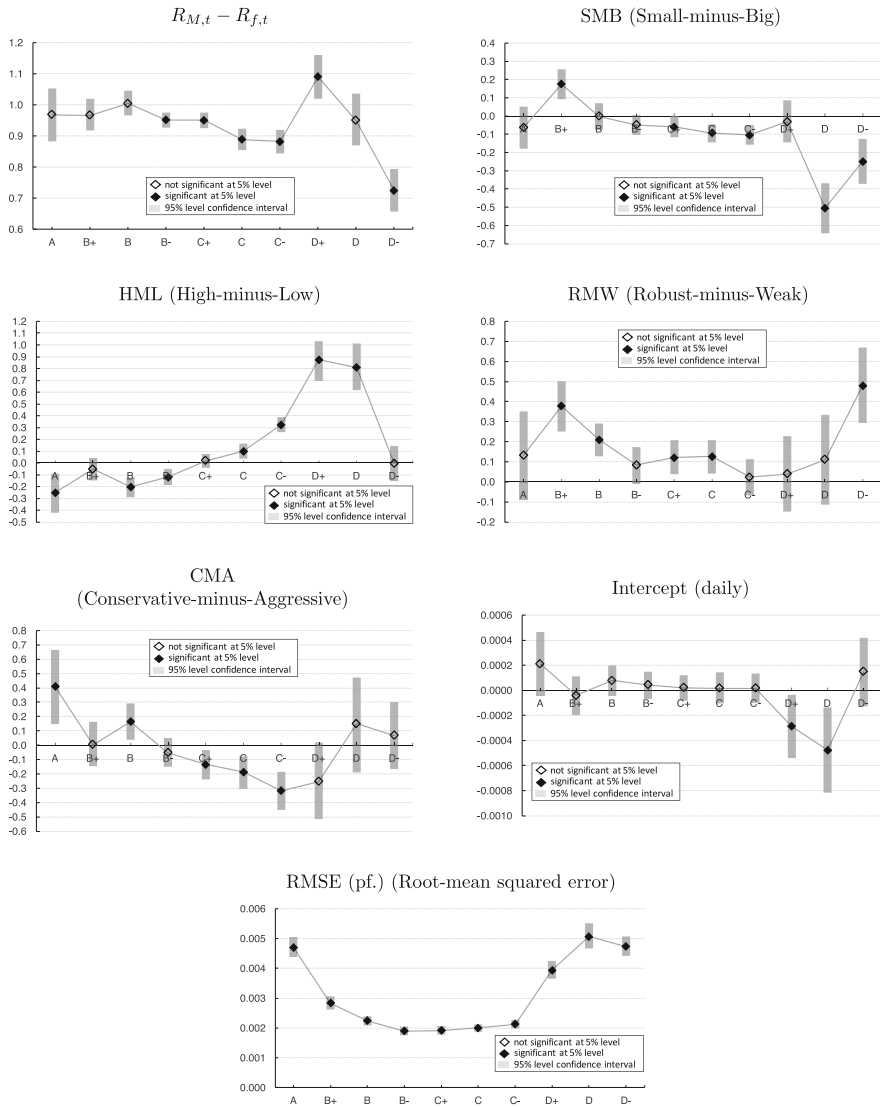 R_{M,t} − R_{f,t}
1.2
1.1
1.0
0.9
0.8
0.7
0.6
not significant at 5% level
significant at 5% level
95% level confidence interval
A B+ B B- C+ C C- D+ D D-
SMB (Small-minus-Big)
0.4
0.3
0.2
0.1
0.0
-0.1
-0.2
-0.3
-0.4
-0.5
-0.6
-0.7
A B+ B B- C+ C C- D+ D D-
not significant at 5% level
significant at 5% level
95% level confidence interval
HML (High-minus-Low)
1.2
1.1
1.0
0.9
0.8
0.7
0.6
0.5
0.4
0.3
0.2
0.1
0.0
-0.1
-0.2
-0.3
-0.4
-0.5
A B+ B B- C+ C C- D+ D D-
not significant at 5% level
significant at 5% level
95% level confidence interval
RMW (Robust-minus-Weak)
0.8
0.7
0.6
0.5
0.4
0.3
0.2
0.1
0.0
-0.1
-0.2
not significant at 5% level
significant at 5% level
95% level confidence interval
A B+ B B- C+ C C- D+ D D-
CMA
(Conservative-minus-Aggressive)
0.8
0.7
0.6
0.5
0.4
0.3
0.2
0.1
0.0
-0.1
-0.2
-0.3
-0.4
-0.5
-0.6
not significant at 5% level
significant at 5% level
95% level confidence interval
A B+ B B- C+ C C- D+ D D-
Intercept (daily)
0.0006
0.0004
0.0002
0.0000
-0.0002
-0.0004
-0.0006
-0.0008
-0.0010
A B+ B B- C+ C C- D+ D D-
not significant at 5% level
significant at 5% level
95% level confidence interval
RMSE (pf.) (Root-mean squared error)
0.006
0.005
0.004
0.003
0.002
0.001
0.000
not significant at 5% level
significant at 5% level
95% level confidence interval
A B+ B B- C+ C C- D+ D D-